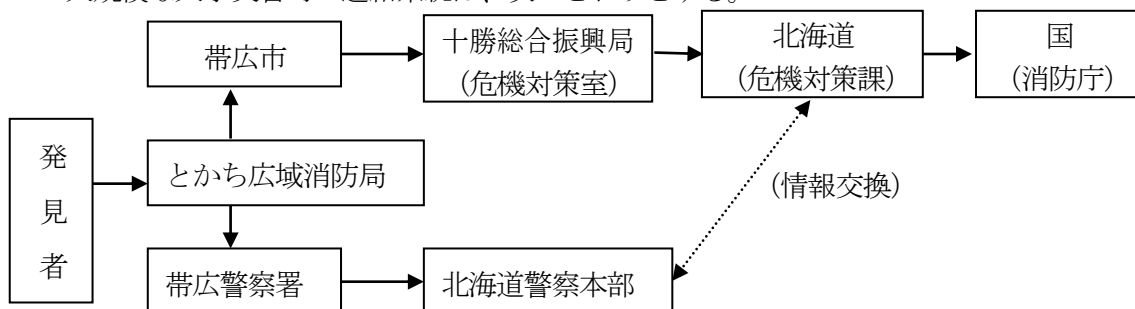 帯広市
十勝総合振興局
（危機対策室）
北海道
（危機対策課）
国
（消防庁）
発見者
とかち広域消防局
（情報交換）
帯広警察署
北海道警察本部